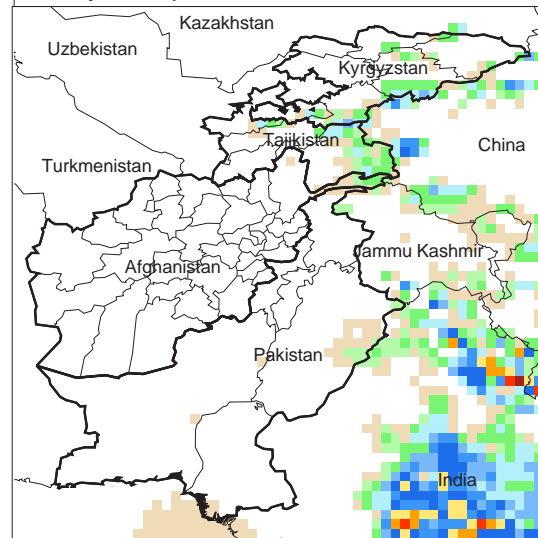 Kazakhstan
Uzbekistan
Kyrgyzstan
Tajikistan
China
Turkmenistan
Jammu Kashmir
Afghanistan
Pakistan
India